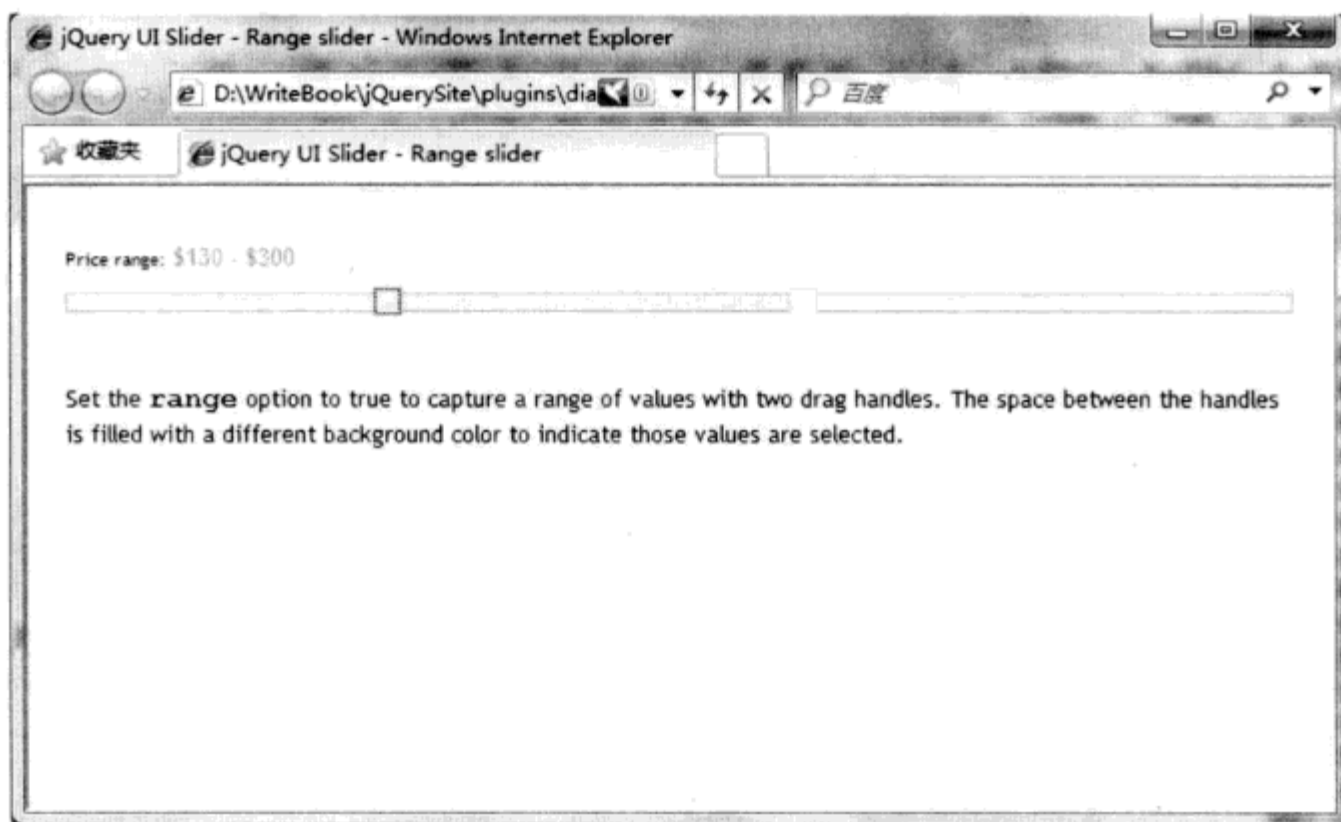 jQuery UI Slider - Range slider - Windows Internet Explorer
D:\WriteBook\jQuerySite\plugins\dia
百度
收藏夹
jQuery UI Slider - Range slider
Price range: $130 - $300
Set the range option to true to capture a range of values with two drag handles. The space between the handles
is filled with a different background color to indicate those values are selected.